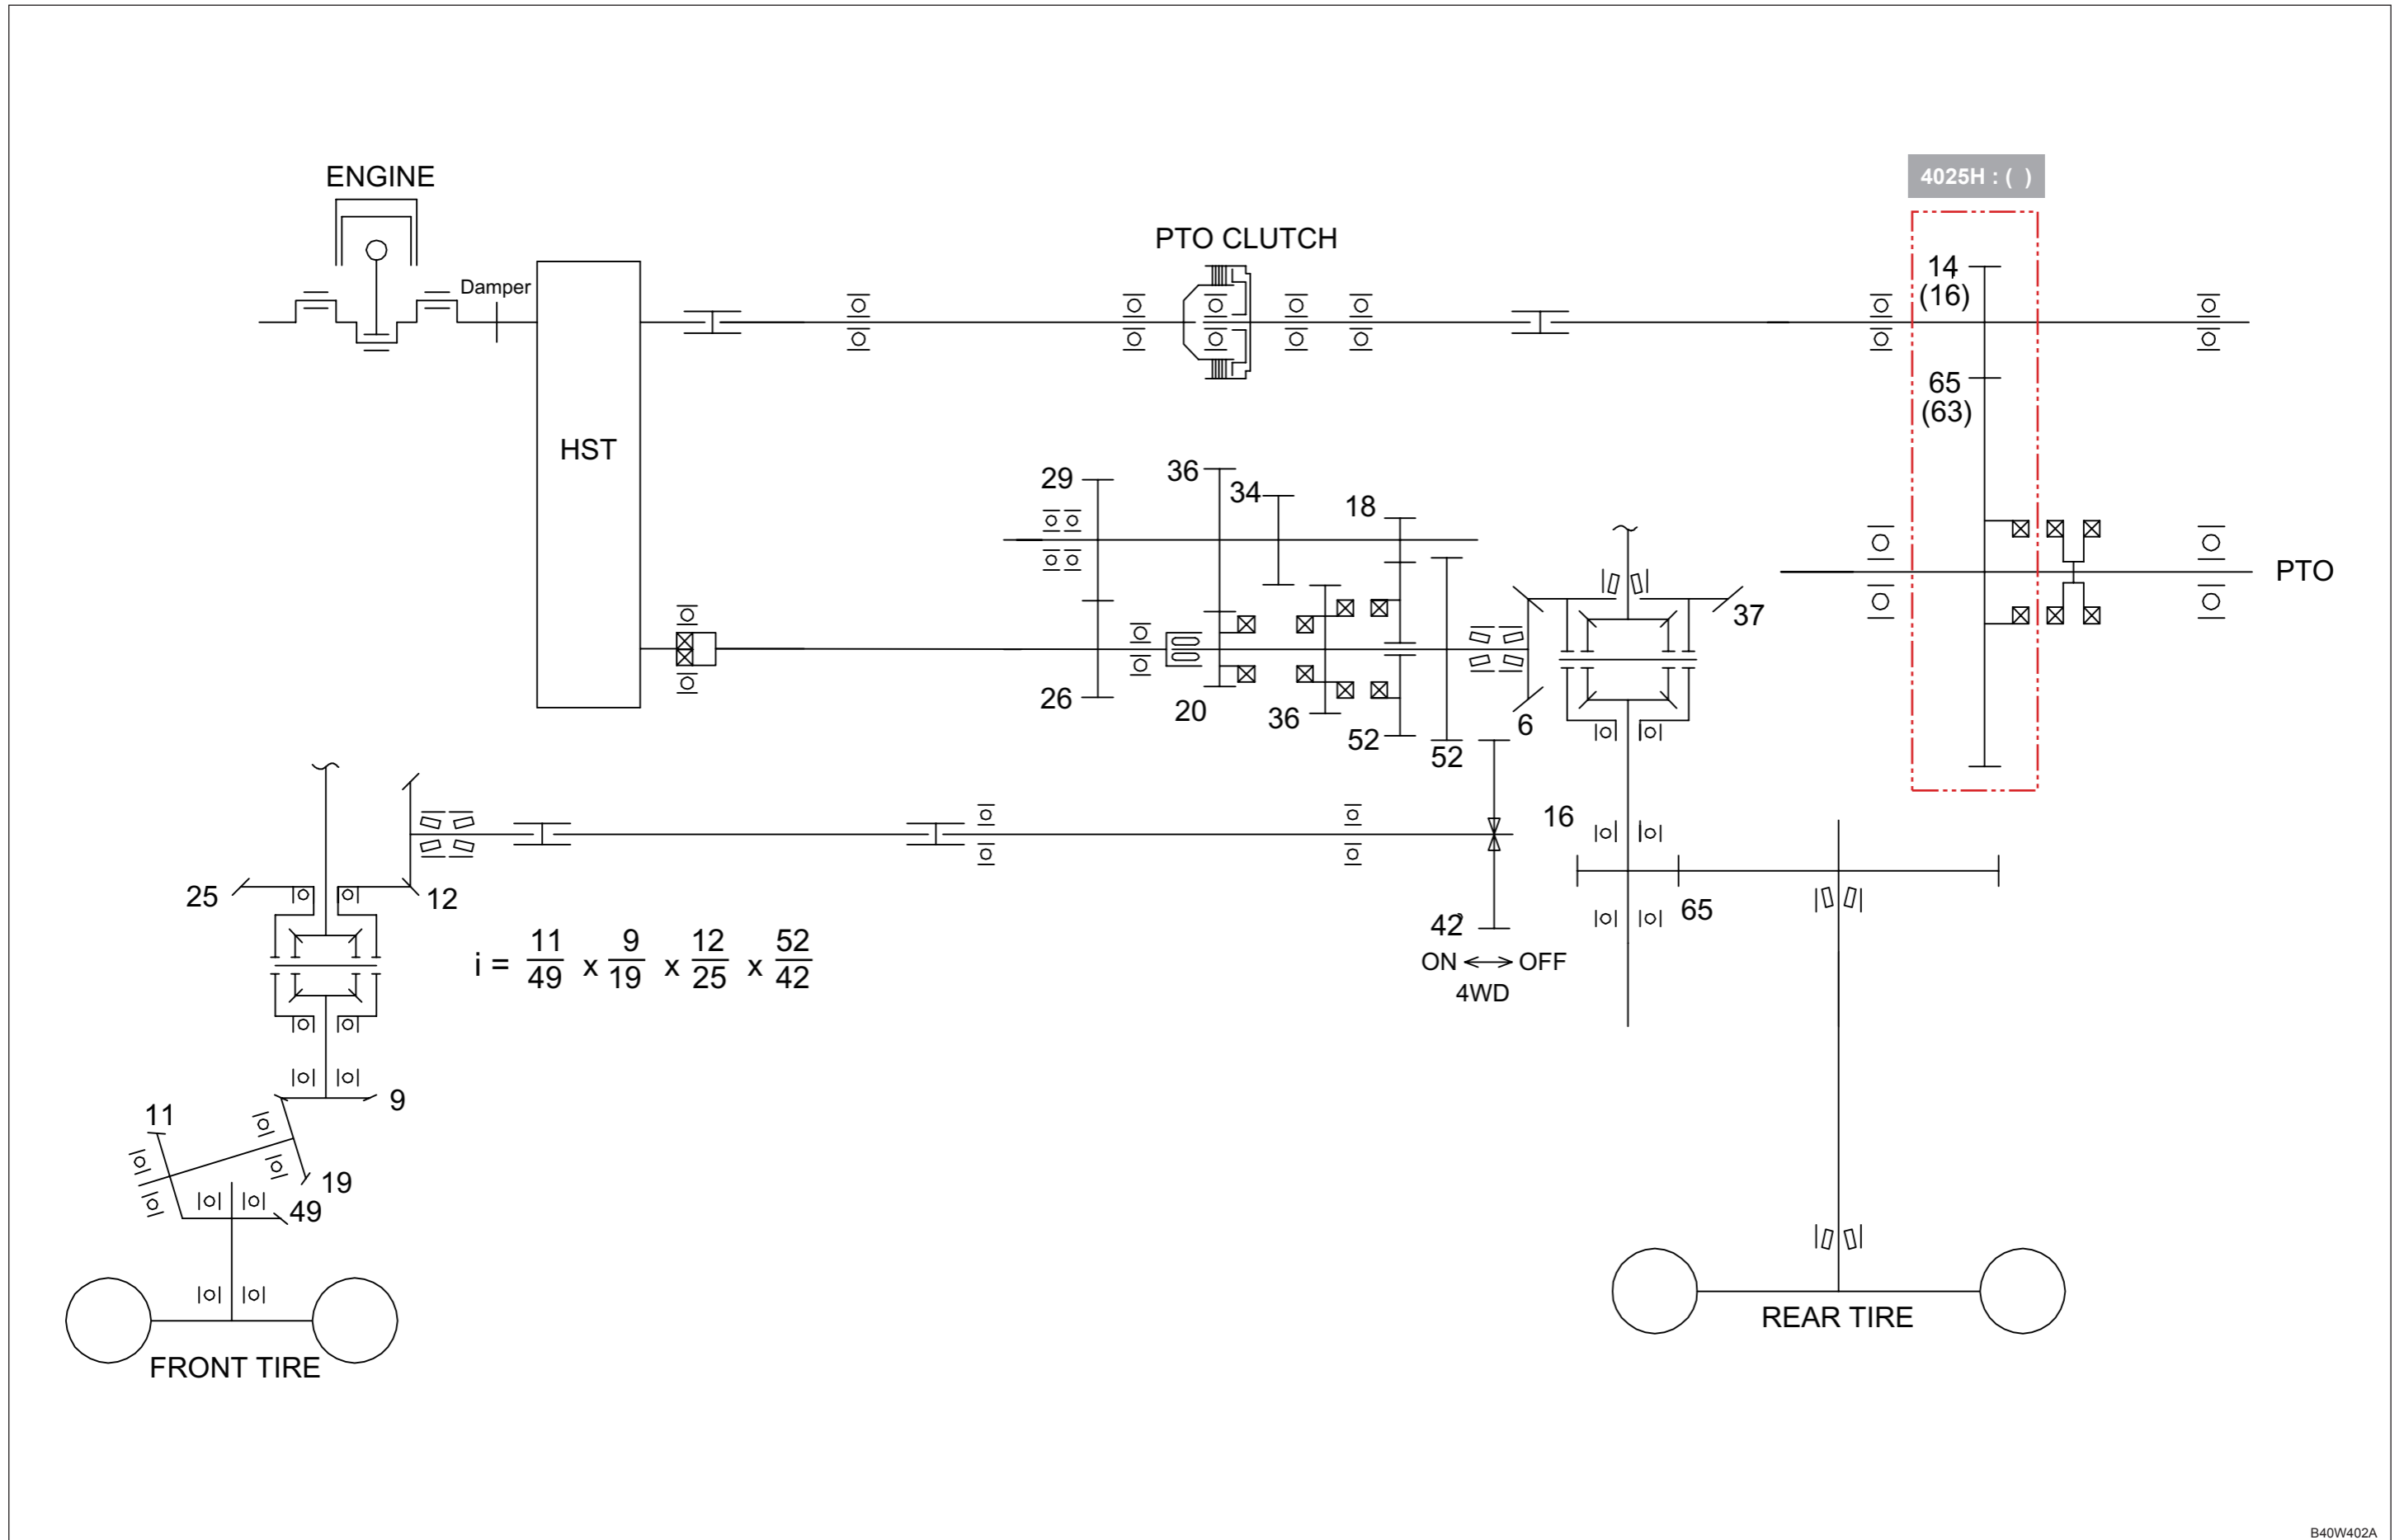 ENGINE
4025H : ( )
PTO CLUTCH
Damper
14
(16)
65
(63)
HST
29
36
34
18
PTO
37
26
20
36
52
52
6
16
25
12
65
42
i = 11/49 x 9/19 x 12/25 x 52/42
ON ↔ OFF
4WD
9
11
19
49
REAR TIRE
FRONT TIRE
B40W402A